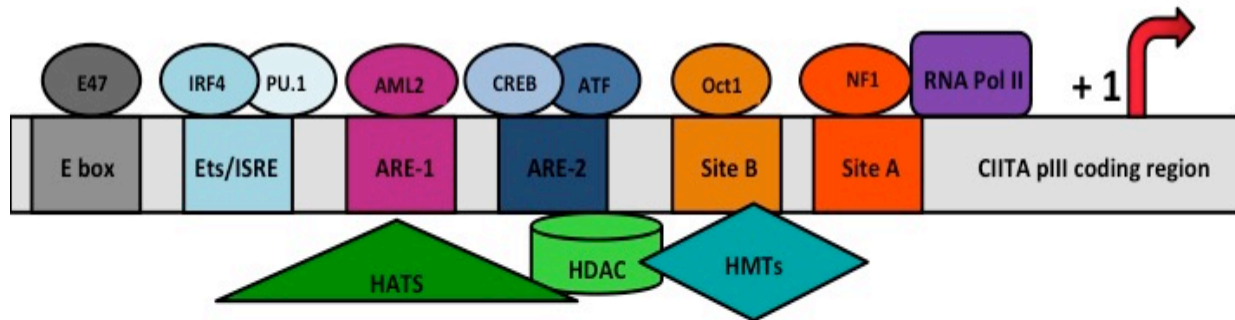 E47
IRF4
PU.1
AML2
CREB
ATF
Oct1
NF1
RNA Pol II
+ 1
E box
Ets/ISRE
ARE-1
ARE-2
Site B
Site A
CIITA pIII coding region
HATS
HDAC
HMTs